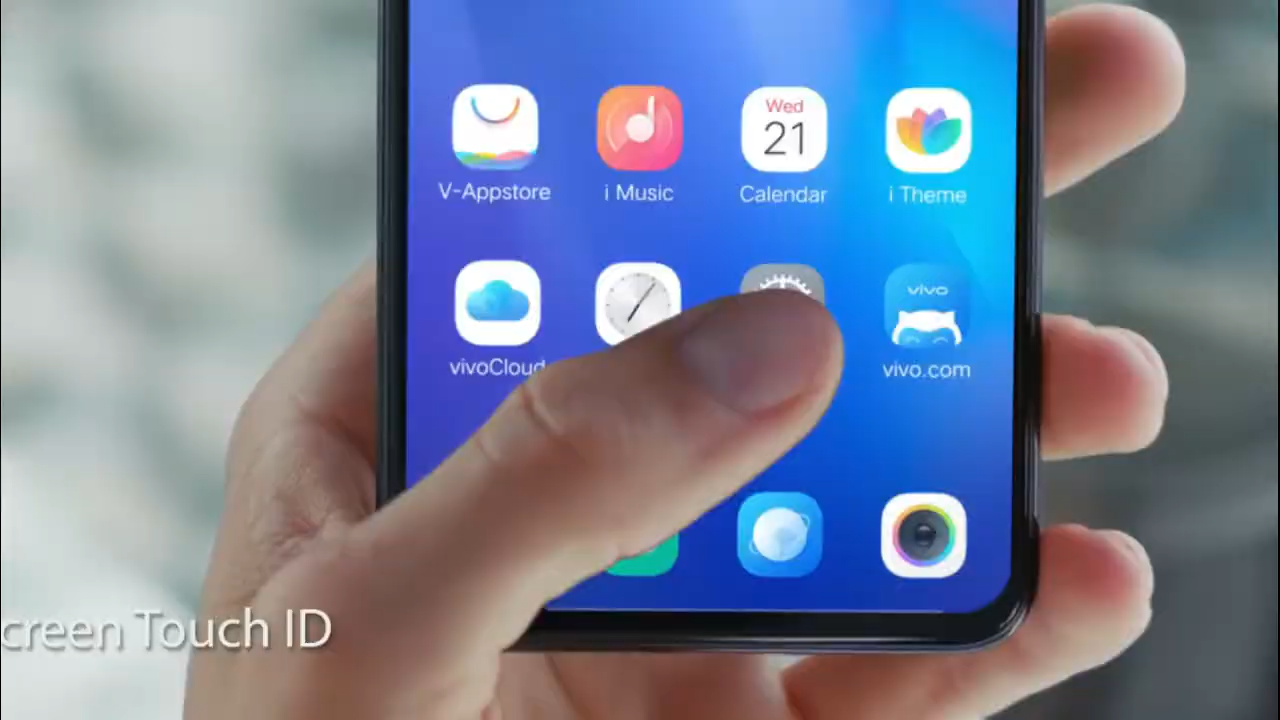 Wed
21
V-Appstore
i Music
Calendar
i Theme
vivo
vivoCloud
vivo.com
creen Touch ID